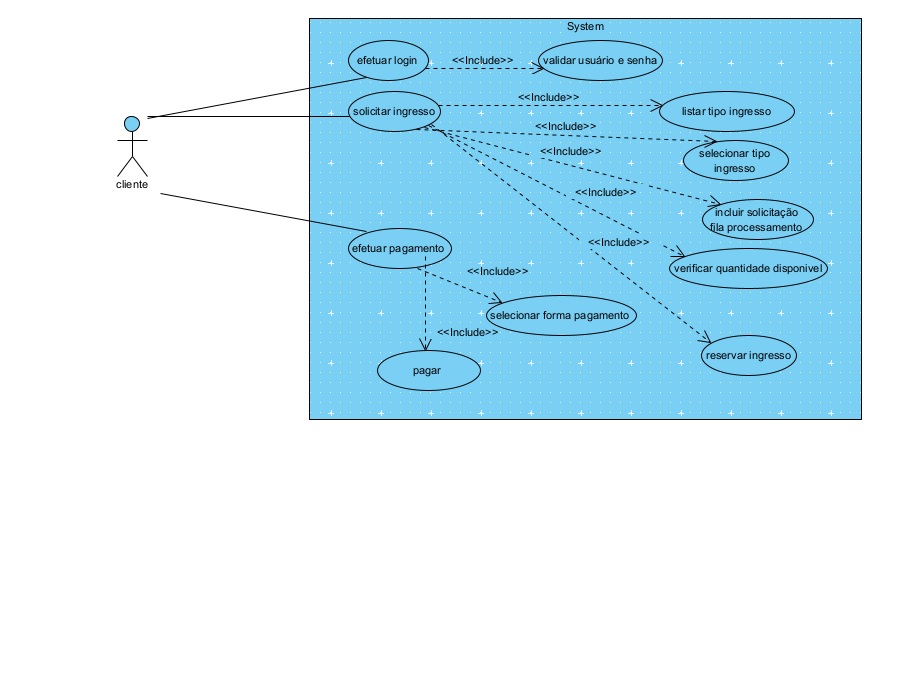 System
efetuar login
<<Include>>
validar usuário e senha
solicitar ingresso
<<Include>>
listar tipo ingresso
<<Include>>
selecionar tipo
ingresso
<<Include>>
incluir solicitação
fila processamento
<<Include>>
verificar quantidade disponivel
<<Include>>
reservar ingresso
cliente
efetuar pagamento
<<Include>>
selecionar forma pagamento
<<Include>>
pagar